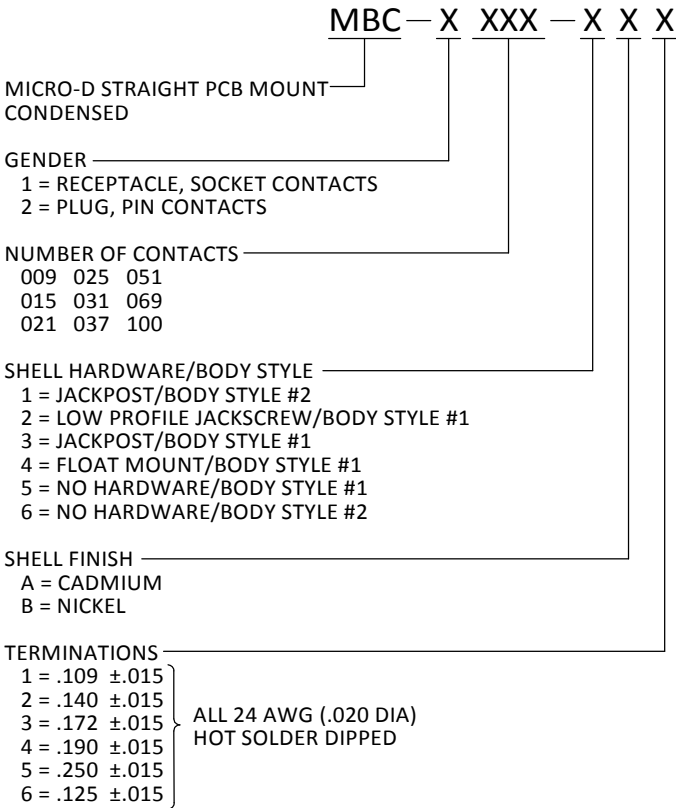 MBC — X XXX — X X X
MICRO-D STRAIGHT PCB MOUNT
CONDENSED
GENDER
1 = RECEPTACLE, SOCKET CONTACTS
2 = PLUG, PIN CONTACTS
NUMBER OF CONTACTS
009 025 051
015 031 069
021 037 100
SHELL HARDWARE/BODY STYLE
1 = JACKPOST/BODY STYLE #2
2 = LOW PROFILE JACKSCREW/BODY STYLE #1
3 = JACKPOST/BODY STYLE #1
4 = FLOAT MOUNT/BODY STYLE #1
5 = NO HARDWARE/BODY STYLE #1
6 = NO HARDWARE/BODY STYLE #2
SHELL FINISH
A = CADMIUM
B = NICKEL
TERMINATIONS
1 = .109 ±.015
2 = .140 ±.015
3 = .172 ±.015
4 = .190 ±.015
5 = .250 ±.015
6 = .125 ±.015
ALL 24 AWG (.020 DIA)
HOT SOLDER DIPPED